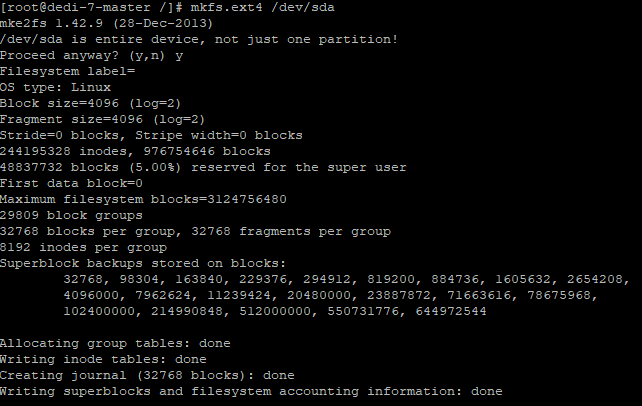 [root@dedi-7-master /]# mkfs.ext4 /dev/sda
mke2fs 1.42.9 (28-Dec-2013)
/dev/sda is entire device, not just one partition!
Proceed anyway? (y,n) y
Filesystem label=
OS type: Linux
Block size=4096 (log=2)
Fragment size=4096 (log=2)
Stride=0 blocks, Stripe width=0 blocks
244195328 inodes, 976754646 blocks
48837732 blocks (5.00%) reserved for the super user
First data block=0
Maximum filesystem blocks=3124756480
29809 block groups
32768 blocks per group, 32768 fragments per group
8192 inodes per group
Superblock backups stored on blocks:
32768, 98304, 163840, 229376, 294912, 819200, 884736, 1605632, 2654208,
4096000, 7962624, 11239424, 20480000, 23887872, 71663616, 78675968,
102400000, 214990848, 512000000, 550731776, 644972544
Allocating group tables: done
Writing inode tables: done
Creating journal (32768 blocks): done
Writing superblocks and filesystem accounting information: done